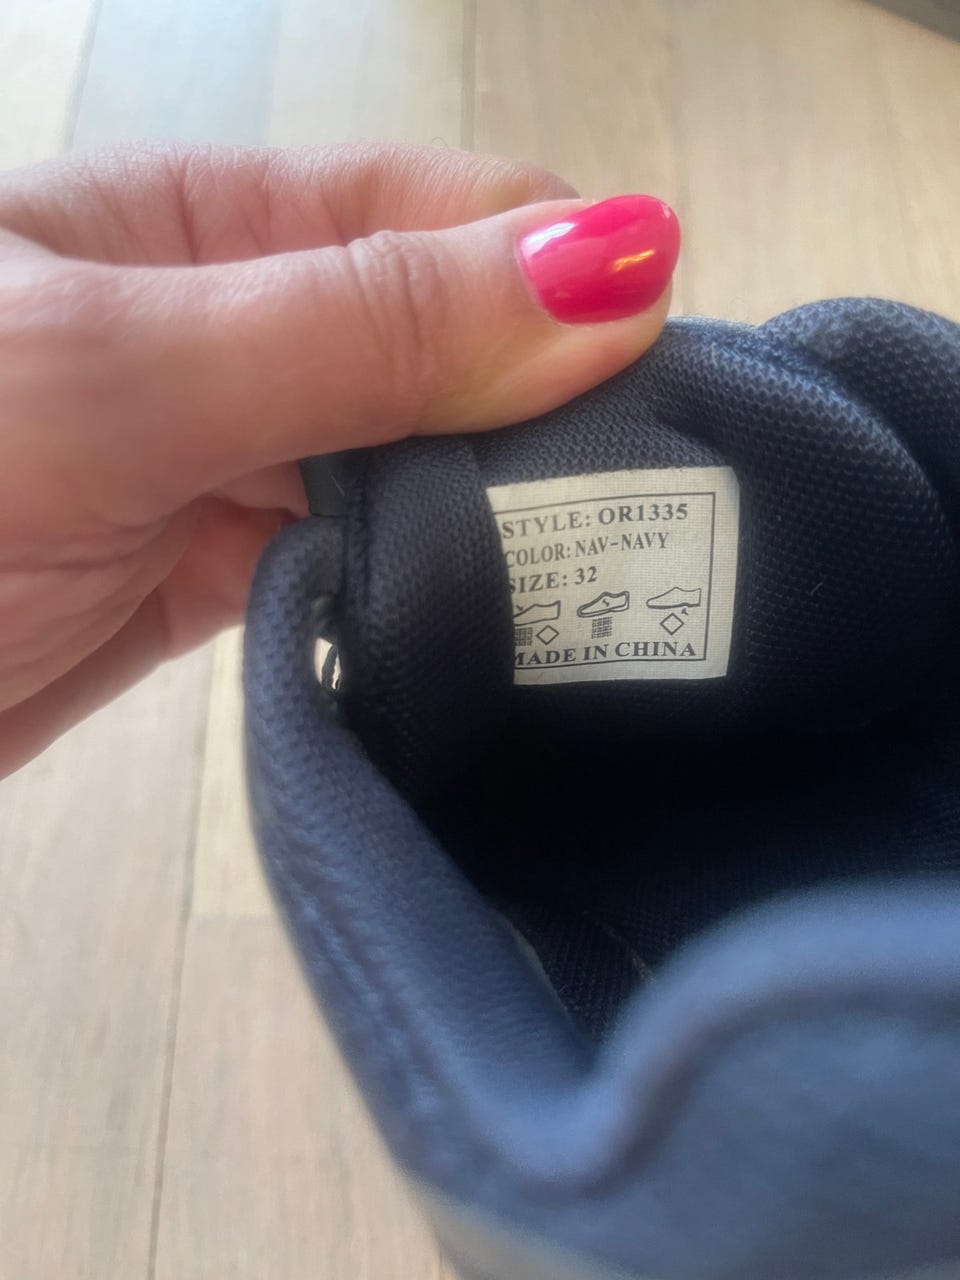 STYLE: OR1335
COLOR: NAV-NAVY
SIZE: 32
MADE IN CHINA